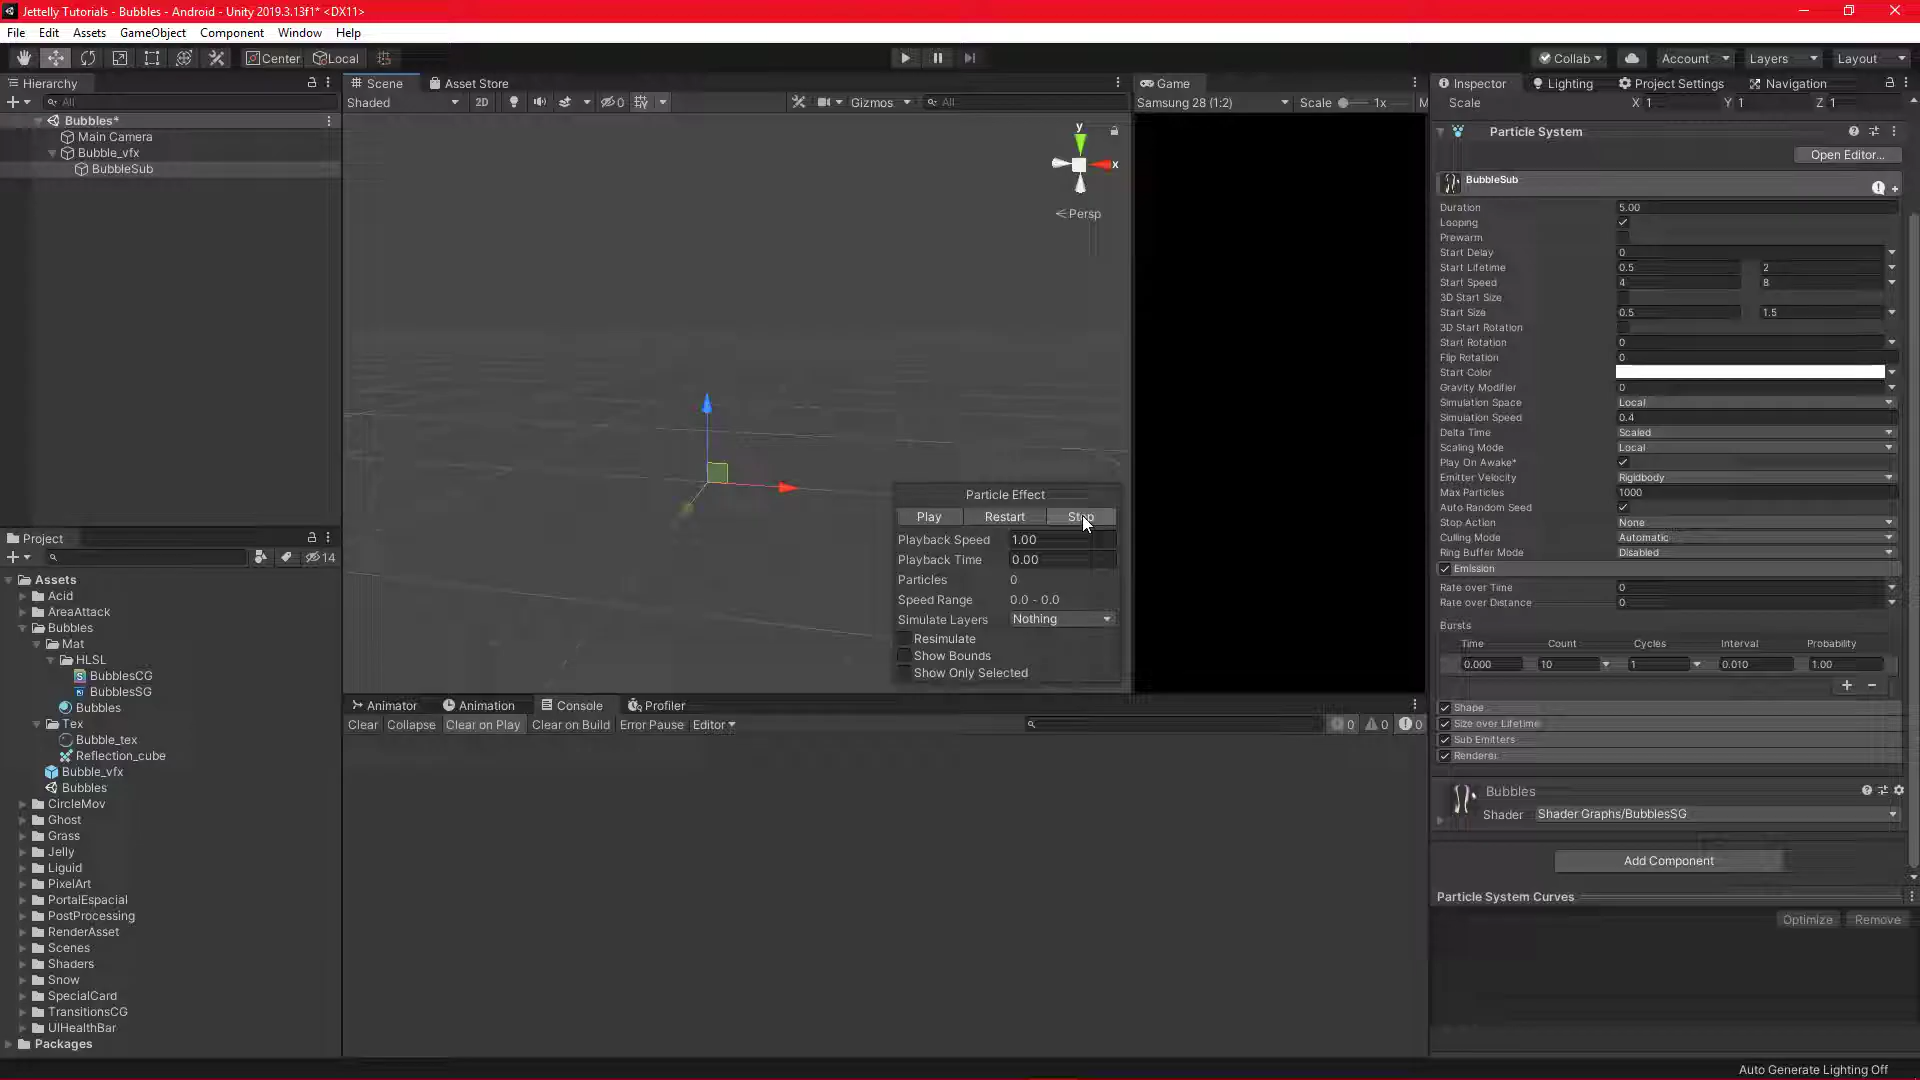 Jettelly Tutorials - Bubbles - Android - Unity 2019.3.13f1* <DX11>
File Edit Assets GameObject Component Window Help
Center Local
Collab Account Layers Layout
Hierarchy
All
Bubbles*
Main Camera
Bubble_vfx
BubbleSub
Scene Asset Store
Shaded 2D 0 Gizmos All
y
x
Persp
Particle Effect
Play Restart Stop
Playback Speed 1.00
Playback Time 0.00
Particles 0
Speed Range 0.0 - 0.0
Simulate Layers Nothing
Resimulate
Show Bounds
Show Only Selected
Game
Samsung 28 (1:2) Scale 1x M
Inspector Lighting Project Settings Navigation
Scale X 1 Y 1 Z 1
Particle System
Open Editor...
BubbleSub
Duration 5.00
Looping
Prewarm
Start Delay 0
Start Lifetime 0.5 2
Start Speed 4 8
3D Start Size
Start Size 0.5 1.5
3D Start Rotation
Start Rotation 0
Flip Rotation 0
Start Color
Gravity Modifier 0
Simulation Space Local
Simulation Speed 0.4
Delta Time Scaled
Scaling Mode Local
Play On Awake*
Emitter Velocity Rigidbody
Max Particles 1000
Auto Random Seed
Stop Action None
Culling Mode Automatic
Ring Buffer Mode Disabled
Emission
Rate over Time 0
Rate over Distance 0
Bursts
Time Count Cycles Interval Probability
0.000 10 1 0.010 1.00
Shape
Size over Lifetime
Sub Emitters
Renderer
Bubbles
Shader Shader Graphs/BubblesSG
Add Component
Particle System Curves
Optimize Remove
Project
14
Assets
Acid
AreaAttack
Bubbles
Mat
HLSL
BubblesCG
BubblesSG
Bubbles
Tex
Bubble_tex
Reflection_cube
Bubble_vfx
Bubbles
CircleMov
Ghost
Grass
Jelly
Liquid
PixelArt
PortalEspacial
PostProcessing
RenderAsset
Scenes
Shaders
Snow
SpecialCard
TransitionsCG
UIHealthBar
Packages
Animator Animation Console Profiler
Clear Collapse Clear on Play Clear on Build Error Pause Editor 0 0 0
Auto Generate Lighting Off